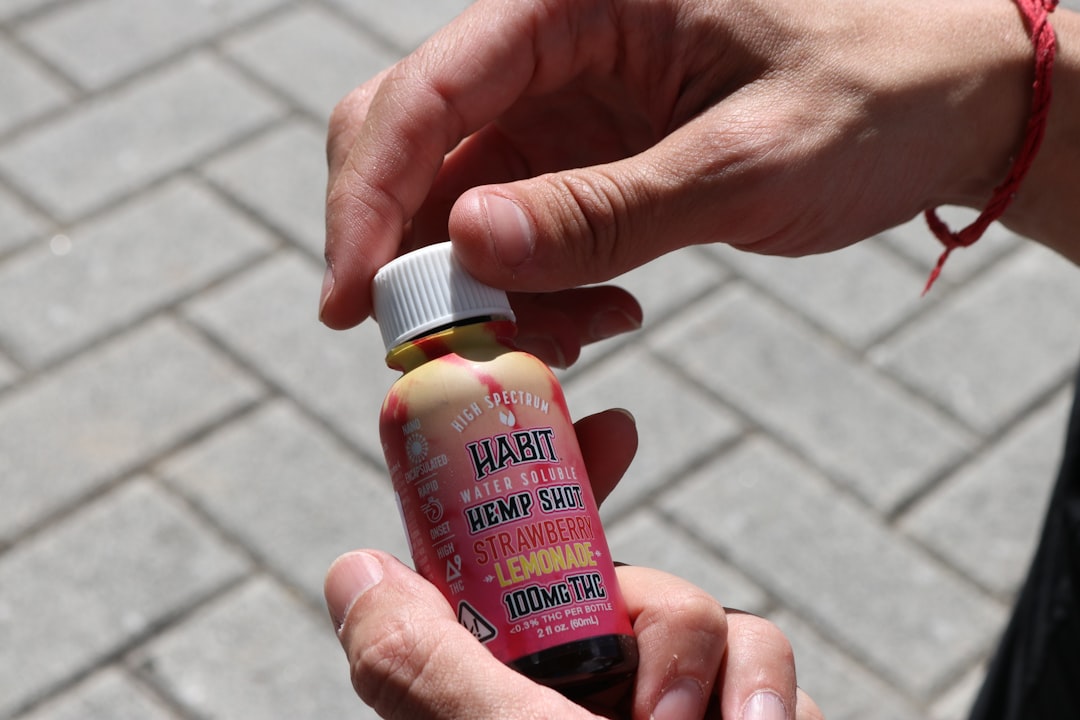 HIGH SPECTRUM
HABIT
WATER SOLUBLE
HEMP SHOT
STRAWBERRY
LEMONADE
100MG THC
<0.3% THC PER BOTTLE
2 fl oz. (60mL)
NANO
ENCAPSULATED
RAPID
ONSET
HIGH
Δ9
THC